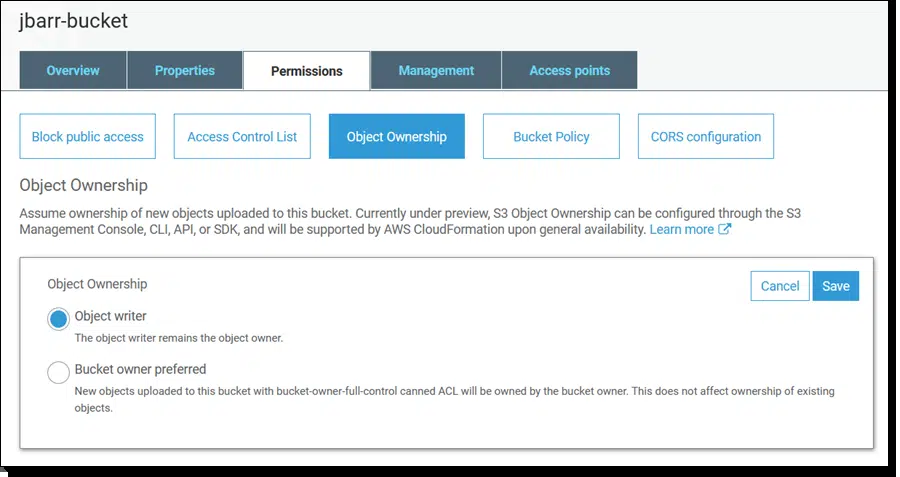 jbarr-bucket
Overview Properties Permissions Management Access points
Block public access Access Control List Object Ownership Bucket Policy CORS configuration
Object Ownership
Assume ownership of new objects uploaded to this bucket. Currently under preview, S3 Object Ownership can be configured through the S3
Management Console, CLI, API, or SDK, and will be supported by AWS CloudFormation upon general availability. Learn more
Object Ownership Cancel Save
Object writer
The object writer remains the object owner.
Bucket owner preferred
New objects uploaded to this bucket with bucket-owner-full-control canned ACL will be owned by the bucket owner. This does not affect ownership of existing
objects.